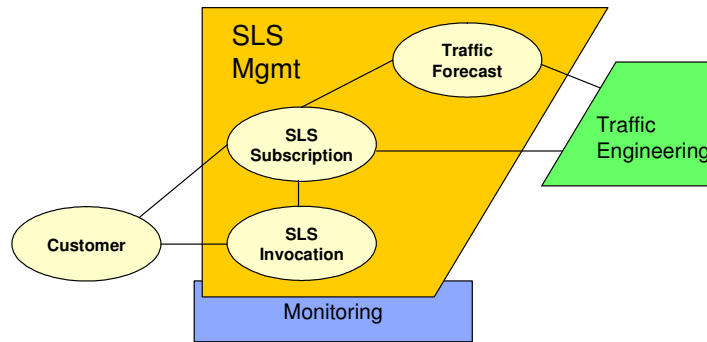 SLS
Mgmt
Traffic
Forecast
SLS
Subscription
Traffic
Engineering
Customer
SLS
Invocation
Monitoring